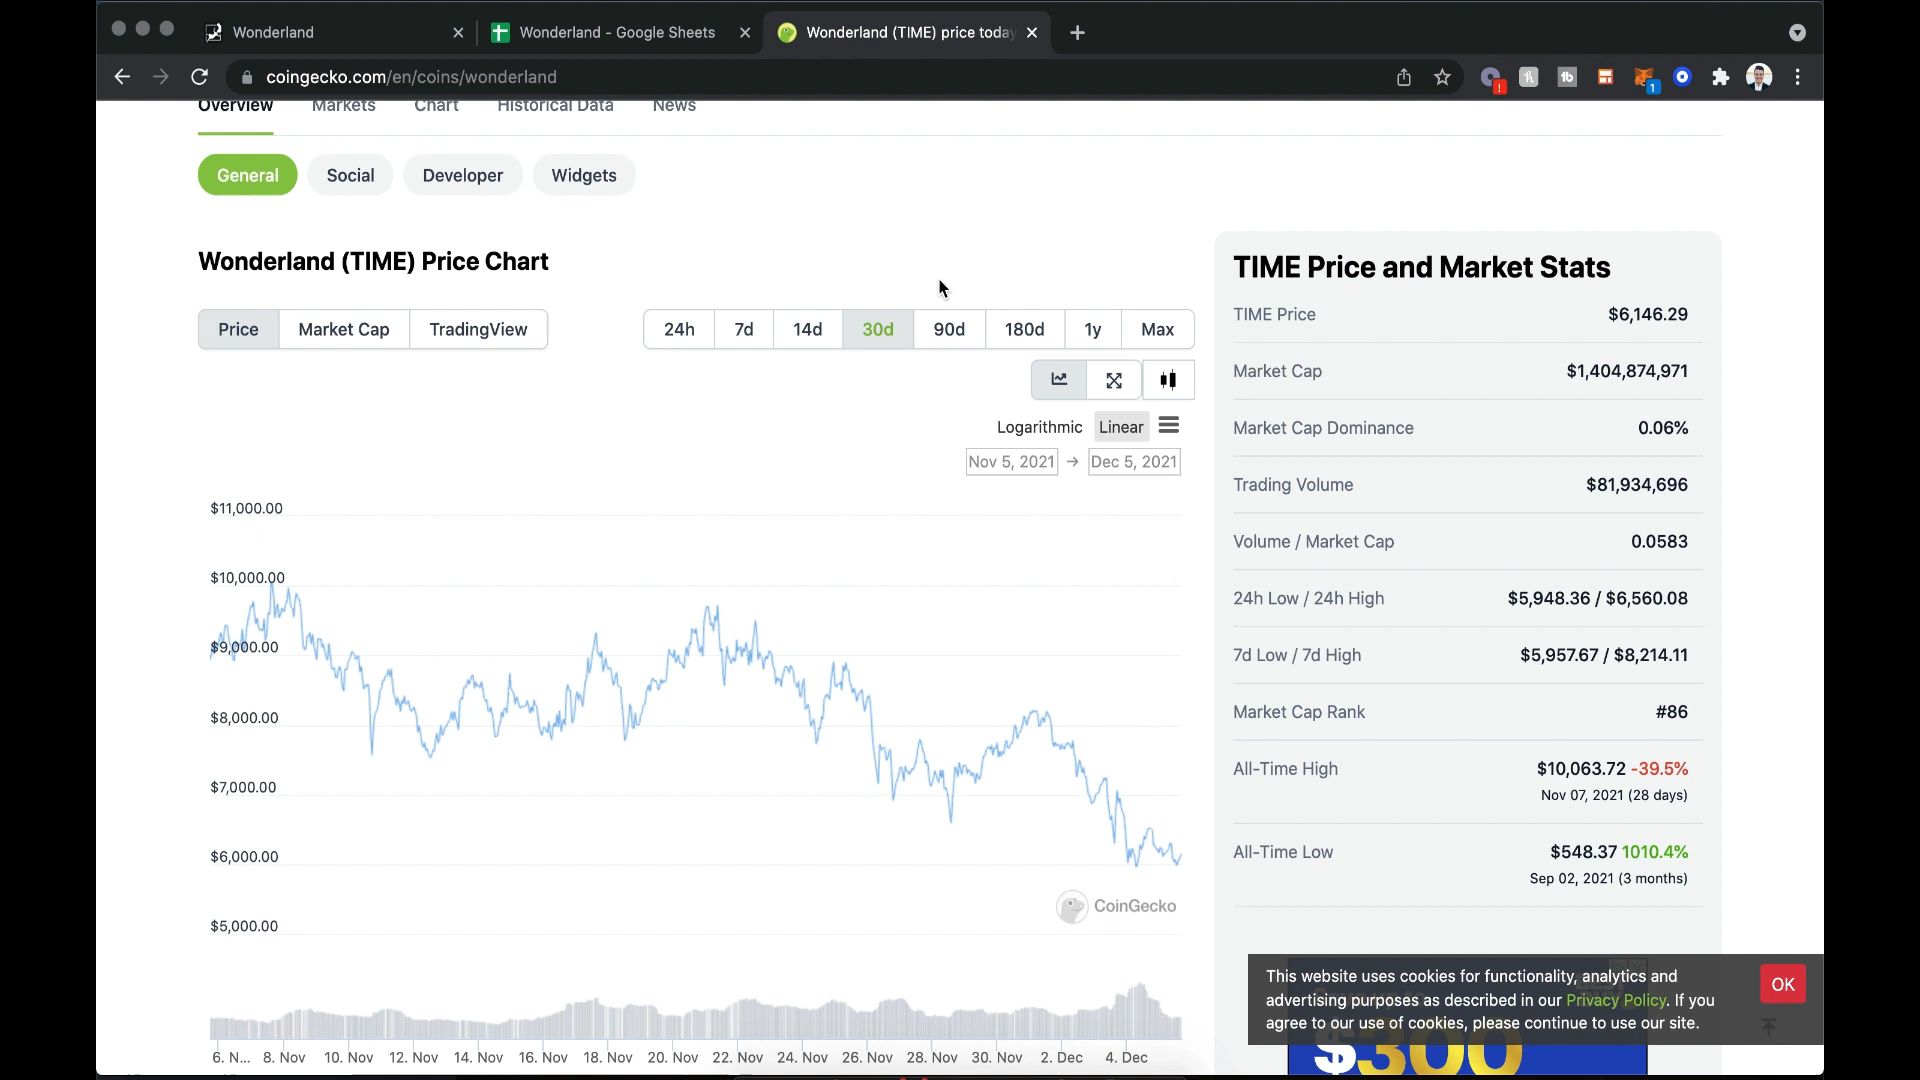 Wonderland
Wonderland - Google Sheets
Wonderland (TIME) price today
coingecko.com/en/coins/wonderland
Overview Markets Chart Historical Data News
General Social Developer Widgets
Wonderland (TIME) Price Chart
Price Market Cap TradingView
24h 7d 14d 30d 90d 180d 1y Max
Logarithmic Linear
Nov 5, 2021 → Dec 5, 2021
$11,000.00
$10,000.00
$9,000.00
$8,000.00
$7,000.00
$6,000.00
$5,000.00
CoinGecko
6. N... 8. Nov 10. Nov 12. Nov 14. Nov 16. Nov 18. Nov 20. Nov 22. Nov 24. Nov 26. Nov 28. Nov 30. Nov 2. Dec 4. Dec
TIME Price and Market Stats
TIME Price $6,146.29
Market Cap $1,404,874,971
Market Cap Dominance 0.06%
Trading Volume $81,934,696
Volume / Market Cap 0.0583
24h Low / 24h High $5,948.36 / $6,560.08
7d Low / 7d High $5,957.67 / $8,214.11
Market Cap Rank #86
All-Time High $10,063.72 -39.5%
Nov 07, 2021 (28 days)
All-Time Low $548.37 1010.4%
Sep 02, 2021 (3 months)
This website uses cookies for functionality, analytics and
advertising purposes as described in our Privacy Policy. If you
agree to our use of cookies, please continue to use our site.
OK
$300